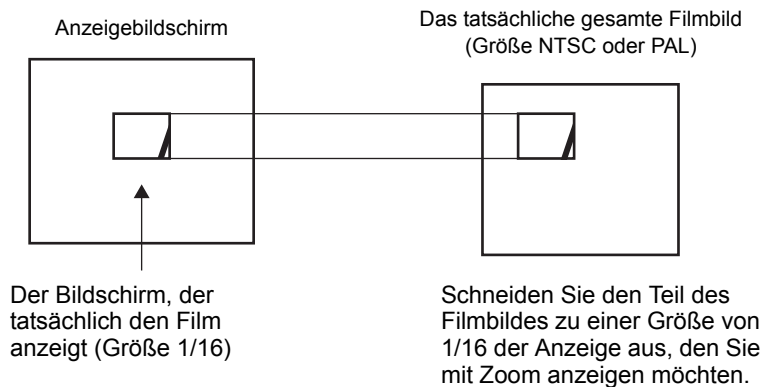 Anzeigebildschirm
Das tatsächliche gesamte Filmbild
(Größe NTSC oder PAL)
Der Bildschirm, der
tatsächlich den Film
anzeigt (Größe 1/16)
Schneiden Sie den Teil des
Filmbildes zu einer Größe von
1/16 der Anzeige aus, den Sie
mit Zoom anzeigen möchten.